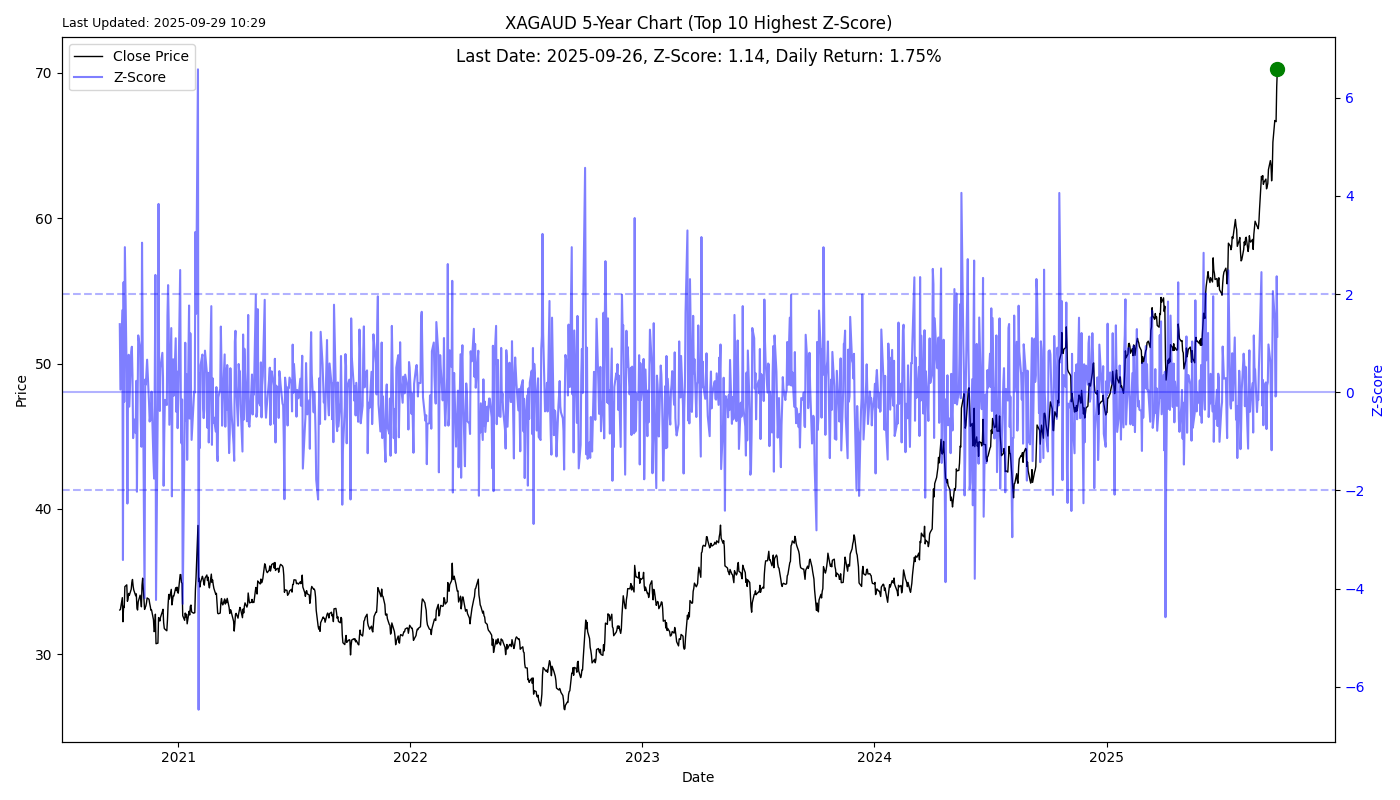 Last Updated: 2025-09-29 10:29
XAGAUD 5-Year Chart (Top 10 Highest Z-Score)
Last Date: 2025-09-26, Z-Score: 1.14, Daily Return: 1.75%
Close Price
Z-Score
70
60
50
40
30
Price
6
4
2
0
−2
−4
−6
Z-Score
2021
2022
2023
2024
2025
Date